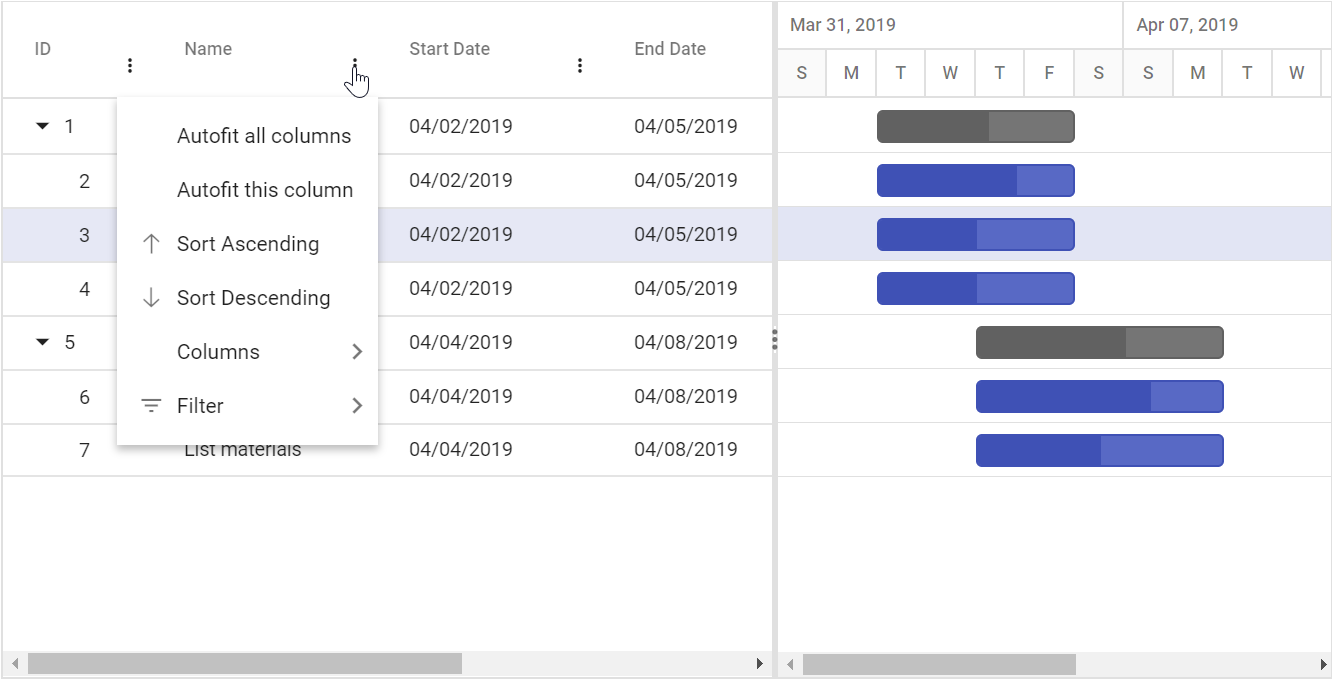 ID Name Start Date End Date
Mar 31, 2019 Apr 07, 2019
S M T W T F S S M T W
1 04/02/2019 04/05/2019
2 04/02/2019 04/05/2019
3 04/02/2019 04/05/2019
4 04/02/2019 04/05/2019
5 04/04/2019 04/08/2019
6 04/04/2019 04/08/2019
7 List materials 04/04/2019 04/08/2019
Autofit all columns
Autofit this column
Sort Ascending
Sort Descending
Columns
Filter